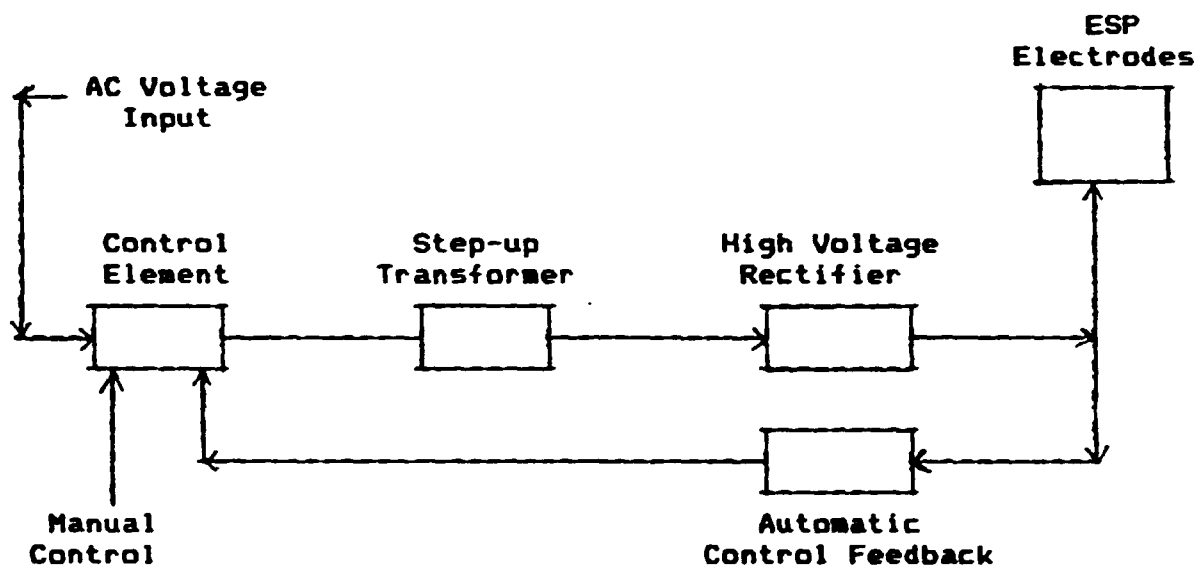 ESP
Electrodes
AC Voltage
Input
Control
Element
Step-up
Transformer
High Voltage
Rectifier
Manual
Control
Automatic
Control Feedback